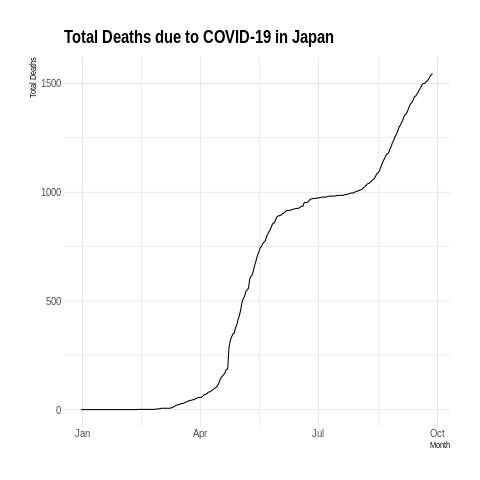 Total Deaths due to COVID-19 in Japan
Total Deaths
1500
1000
500
0
Jan Apr Jul Oct
Month